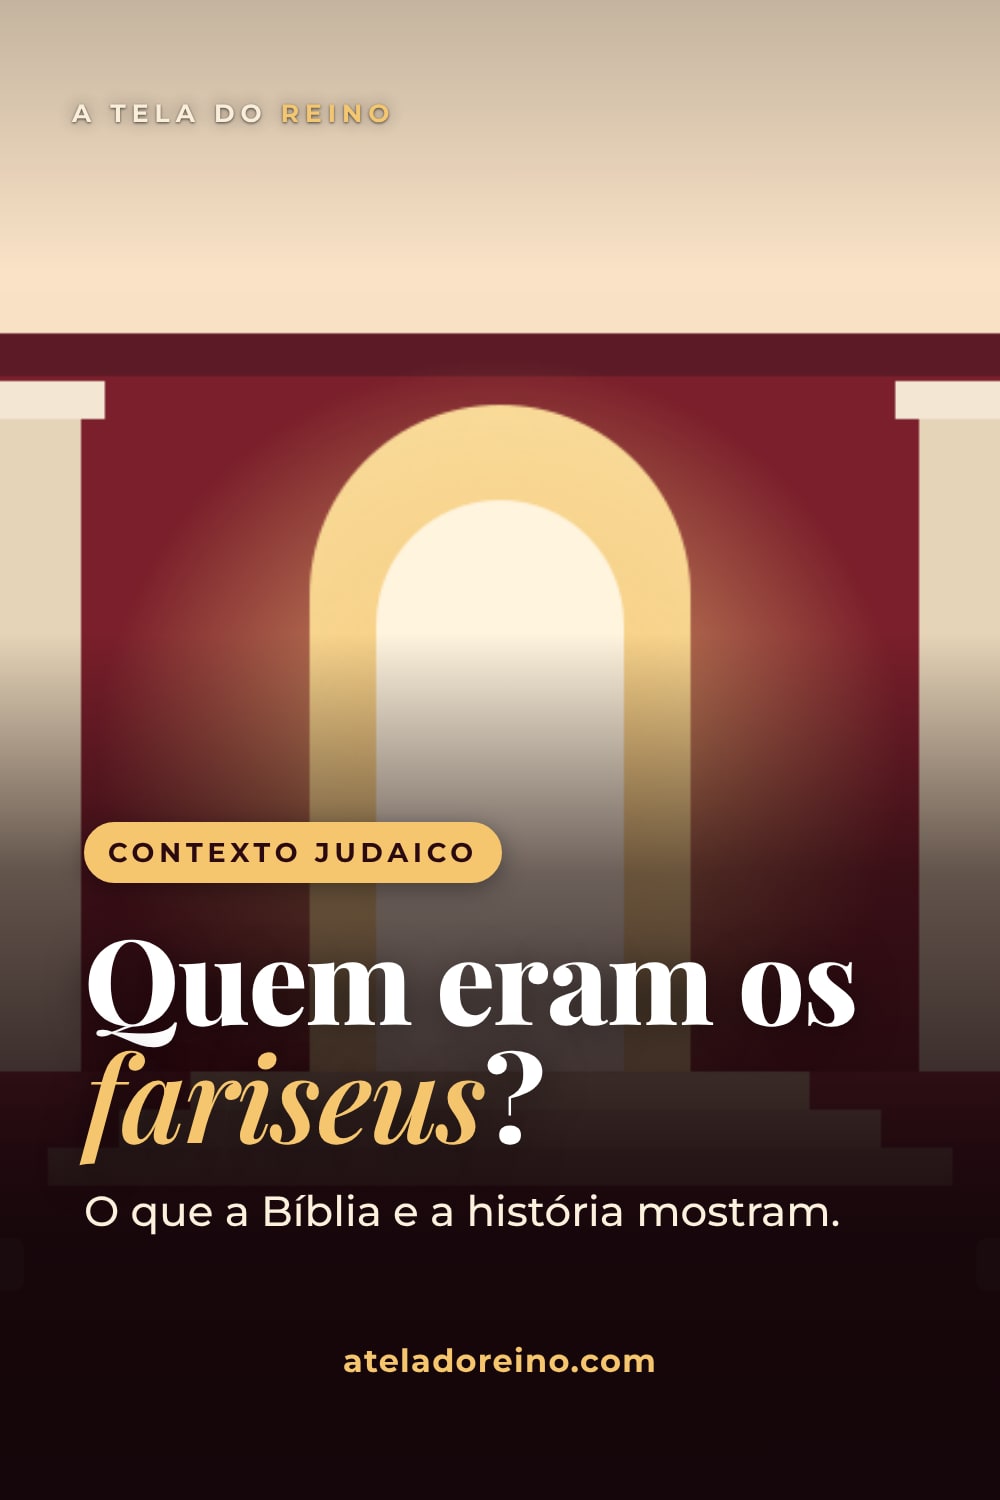 A TELA DO REINO
CONTEXTO JUDAICO
Quem eram os
fariseus?
O que a Bíblia e a história mostram.
ateladoreino.com